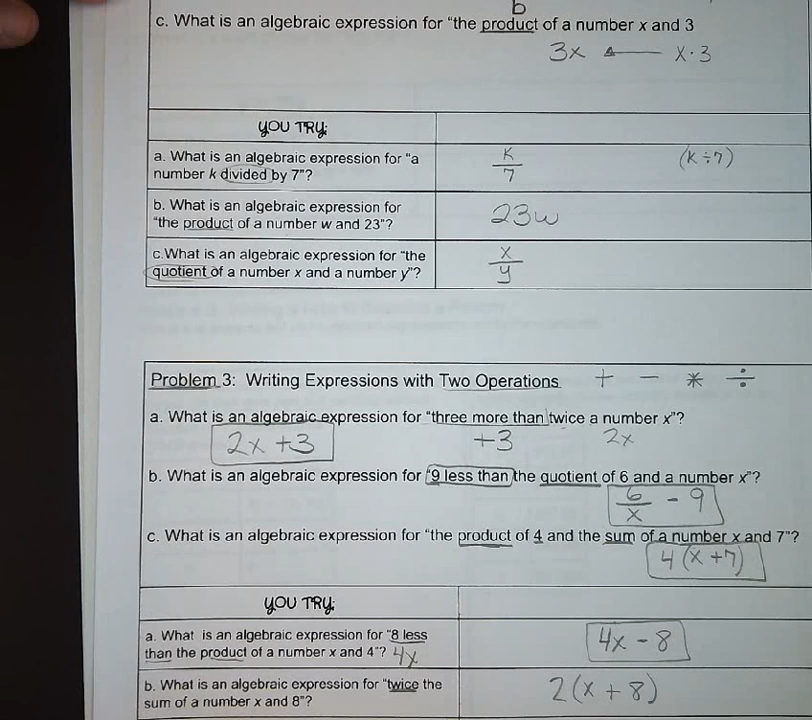 b
c. What is an algebraic expression for "the product of a number x and 3
3x x · 3
YOU TRY:
a. What is an algebraic expression for "a
number k divided by 7"?
K/7 (k ÷ 7)
b. What is an algebraic expression for
"the product of a number w and 23"?
23w
c.What is an algebraic expression for "the
quotient of a number x and a number y"?
x/y
Problem 3: Writing Expressions with Two Operations + − * ÷
a. What is an algebraic expression for "three more than twice a number x"?
2x +3 +3 2x
b. What is an algebraic expression for "9 less than the quotient of 6 and a number x"?
6/x - 9
c. What is an algebraic expression for "the product of 4 and the sum of a number x and 7"?
4(x +7)
YOU TRY:
a. What is an algebraic expression for "8 less
than the product of a number x and 4"? 4x
4x - 8
b. What is an algebraic expression for "twice the
sum of a number x and 8"?
2(x + 8)